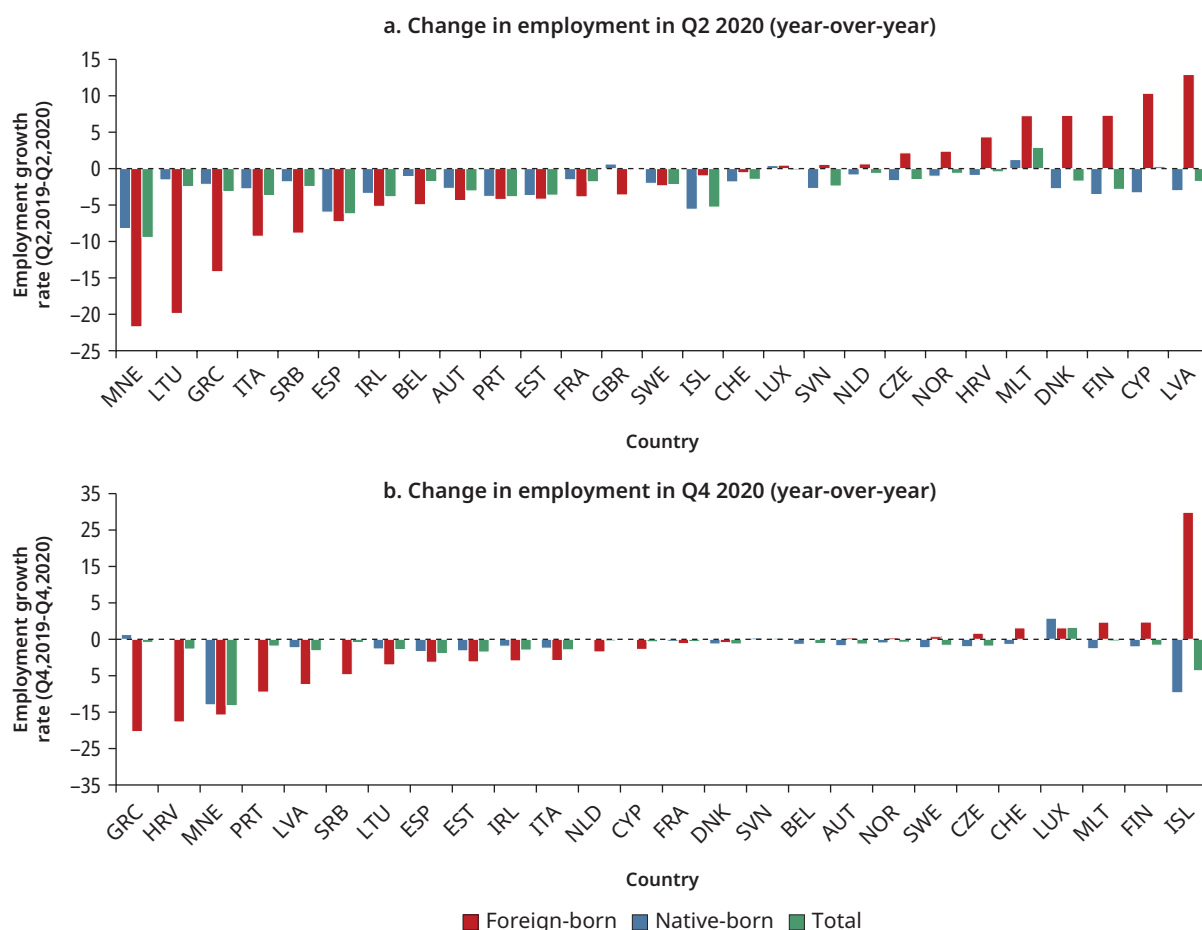 a. Change in employment in Q2 2020 (year-over-year)
Employment growth
rate (Q2,2019-Q2,2020)
15
10
5
0
−5
−10
−15
−20
−25
MNE LTU GRC ITA SRB ESP IRL BEL AUT PRT EST FRA GBR SWE ISL CHE LUX SVN NLD CZE NOR HRV MLT DNK FIN CYP LVA
Country
b. Change in employment in Q4 2020 (year-over-year)
Employment growth
rate (Q4,2019-Q4,2020)
35
25
15
5
0
5
−15
−25
−35
GRC HRV MNE PRT LVA SRB LTU ESP EST IRL ITA NLD CYP FRA DNK SVN BEL AUT NOR SWE CZE CHE LUX MLT FIN ISL
Country
Foreign-born Native-born Total